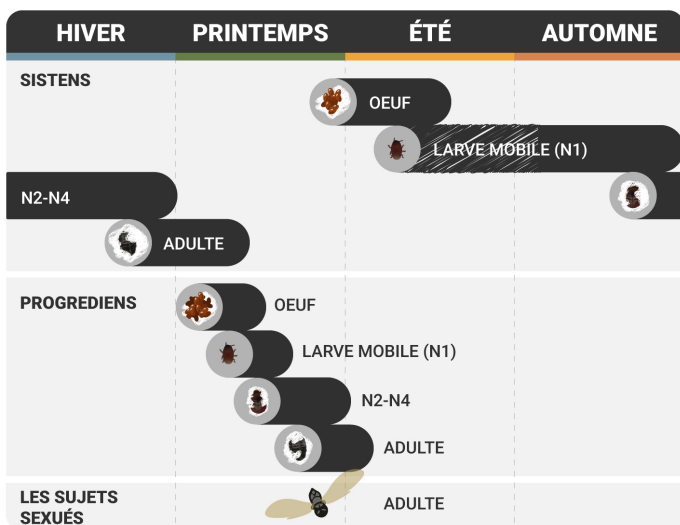 HIVER PRINTEMPS ÉTÉ AUTOMNE
SISTENS
OEUF
LARVE MOBILE (N1)
N2-N4
ADULTE
PROGREDIENS
OEUF
LARVE MOBILE (N1)
N2-N4
ADULTE
LES SUJETS
SEXUÉS
ADULTE